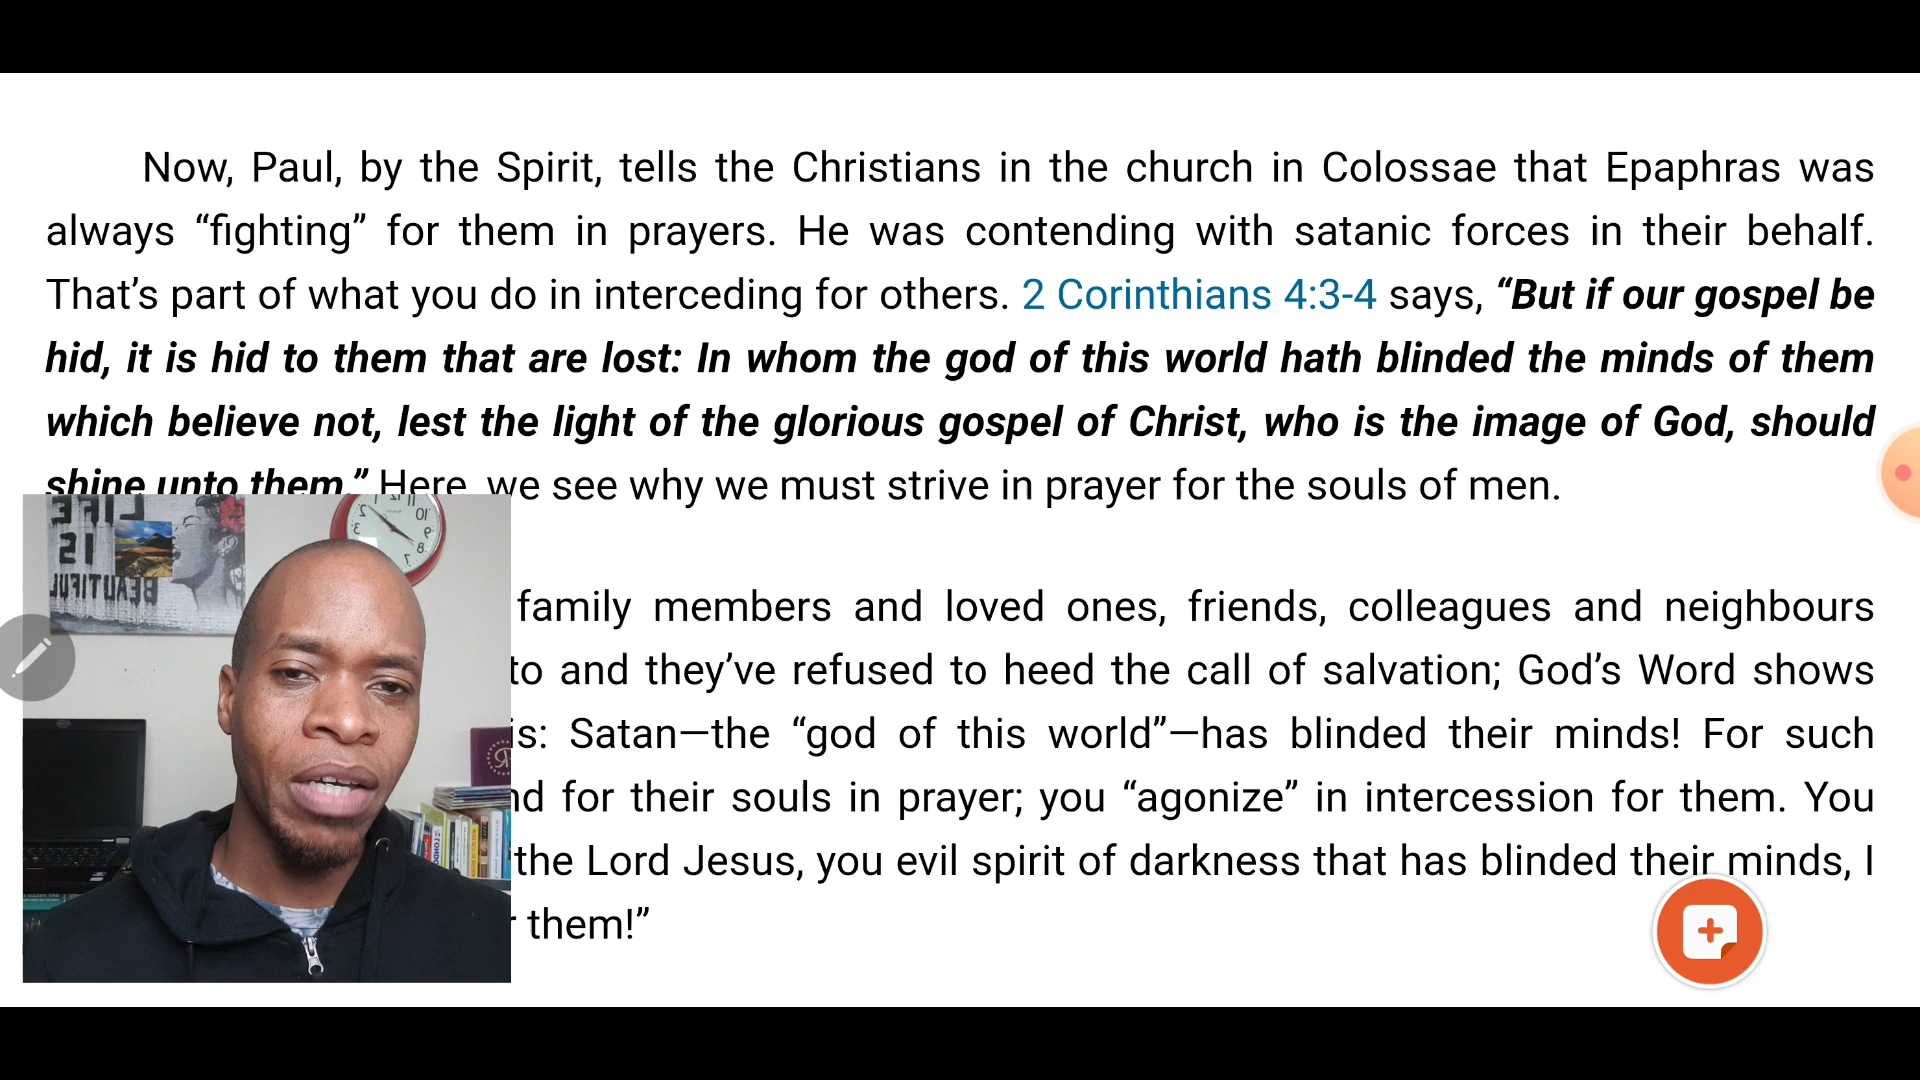 Now, Paul, by the Spirit, tells the Christians in the church in Colossae that Epaphras was
always “fighting” for them in prayers. He was contending with satanic forces in their behalf.
That’s part of what you do in interceding for others. 2 Corinthians 4:3-4 says, “But if our gospel be
hid, it is hid to them that are lost: In whom the god of this world hath blinded the minds of them
which believe not, lest the light of the glorious gospel of Christ, who is the image of God, should
shine unto them.” Here, we see why we must strive in prayer for the souls of men.
LIFE
IS
BEAUTIFUL
family members and loved ones, friends, colleagues and neighbours
to and they’ve refused to heed the call of salvation; God’s Word shows
is: Satan—the “god of this world”—has blinded their minds! For such
for their souls in prayer; you “agonize” in intercession for them. You
the Lord Jesus, you evil spirit of darkness that has blinded their minds, I
them!”